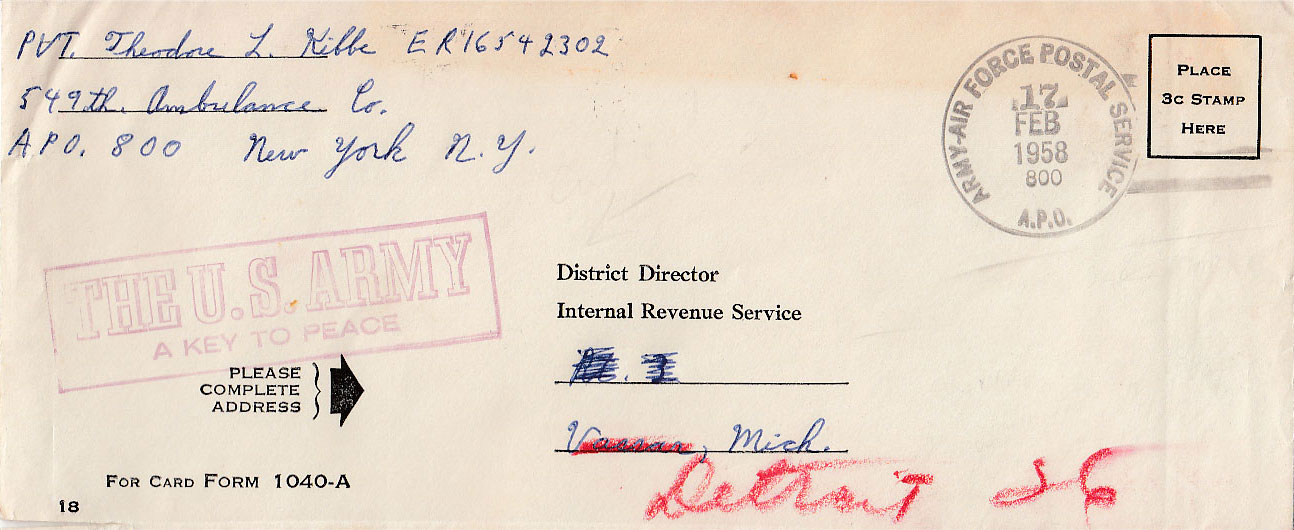 PVT. Theodore L. Kibbe ER16542302
549th. Ambulance Co.
A.P.O. 800 New York N.Y.
ARMY-AIR FORCE POSTAL SERVICE
17
FEB
1958
800
A.P.O.
PLACE
3c STAMP
HERE
THE U.S. ARMY
A KEY TO PEACE
District Director
Internal Revenue Service
PLEASE
COMPLETE
ADDRESS
Vassar, Mich.
Detroit 26
FOR CARD FORM 1040-A
18